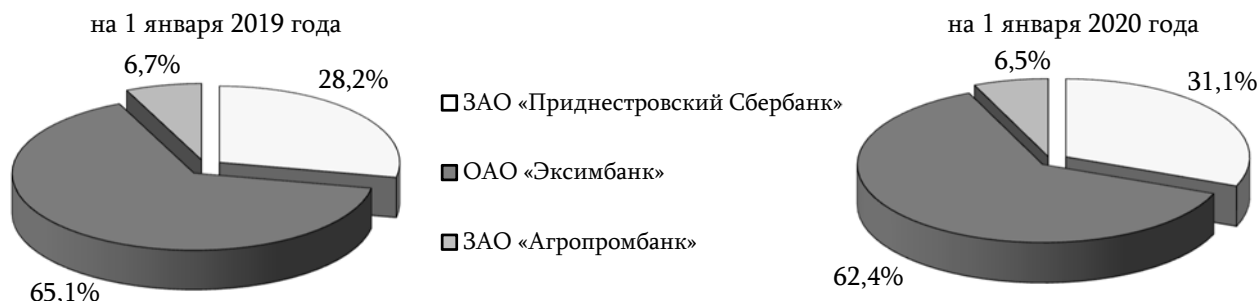 на 1 января 2019 года
6,7%
28,2%
65,1%
ЗАО «Приднестровский Сбербанк»
ОАО «Эксимбанк»
ЗАО «Агропромбанк»
на 1 января 2020 года
6,5%
31,1%
62,4%